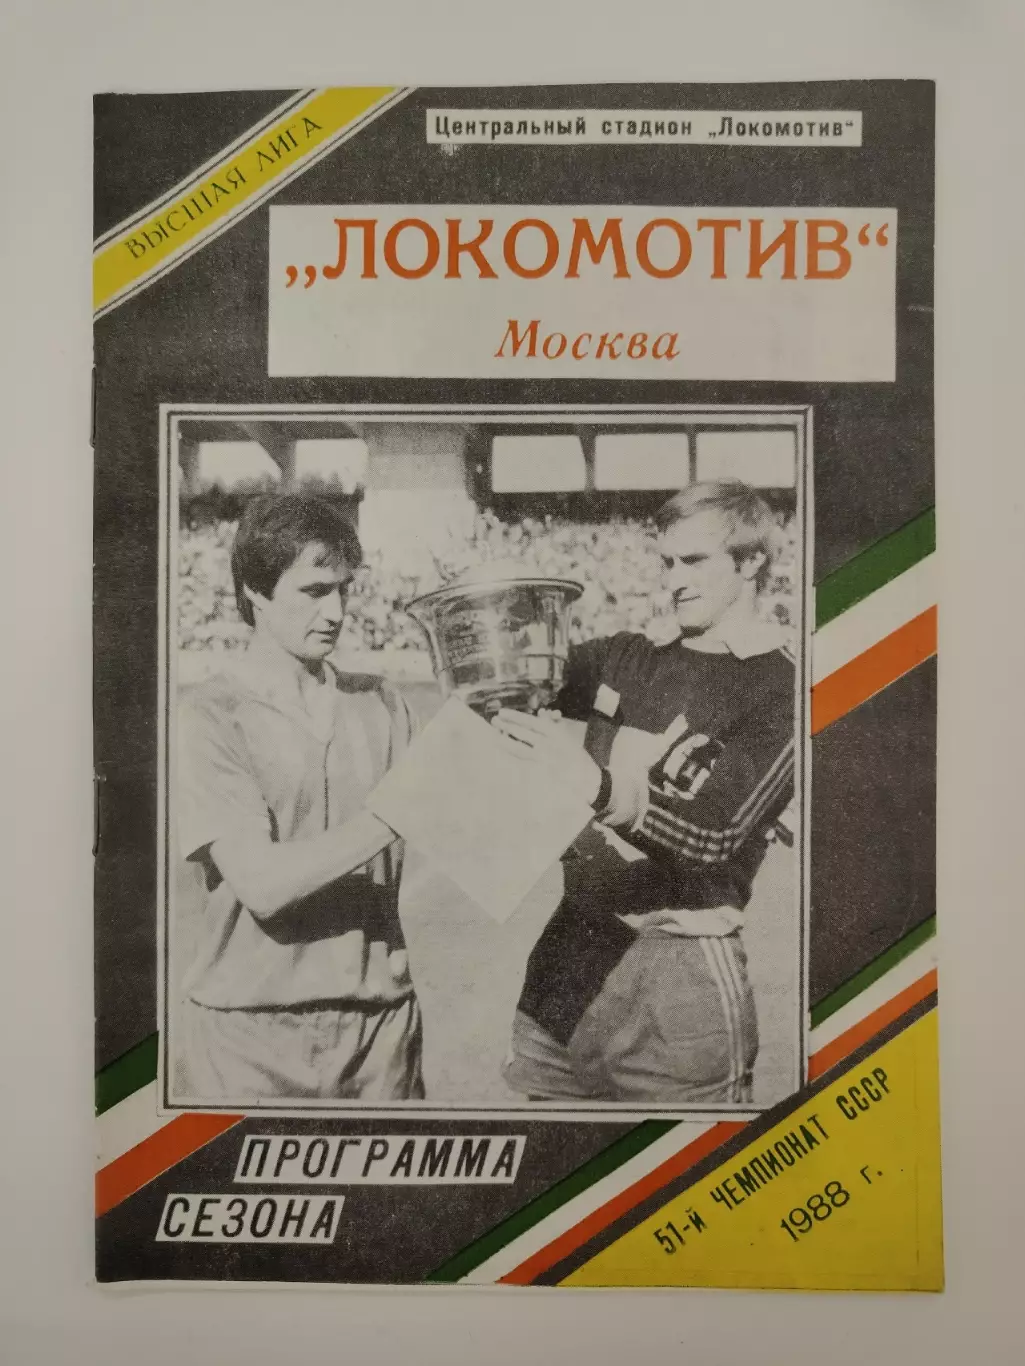 ВЫСШАЯ ЛИГА
Центральный стадион „Локомотив“
„ЛОКОМОТИВ“
Москва
ПРОГРАММА
СЕЗОНА
51-й ЧЕМПИОНАТ СССР
1988 г.